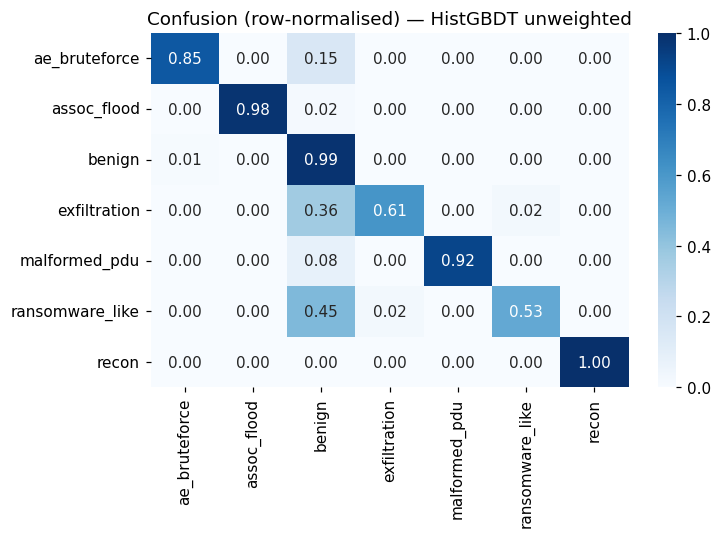 Confusion (row-normalised) — HistGBDT unweighted
ae_bruteforce 0.85 0.00 0.15 0.00 0.00 0.00 0.00
assoc_flood 0.00 0.98 0.02 0.00 0.00 0.00 0.00
benign 0.01 0.00 0.99 0.00 0.00 0.00 0.00
exfiltration 0.00 0.00 0.36 0.61 0.00 0.02 0.00
malformed_pdu 0.00 0.00 0.08 0.00 0.92 0.00 0.00
ransomware_like 0.00 0.00 0.45 0.02 0.00 0.53 0.00
recon 0.00 0.00 0.00 0.00 0.00 0.00 1.00
ae_bruteforce
assoc_flood
benign
exfiltration
malformed_pdu
ransomware_like
recon
1.0
0.8
0.6
0.4
0.2
0.0